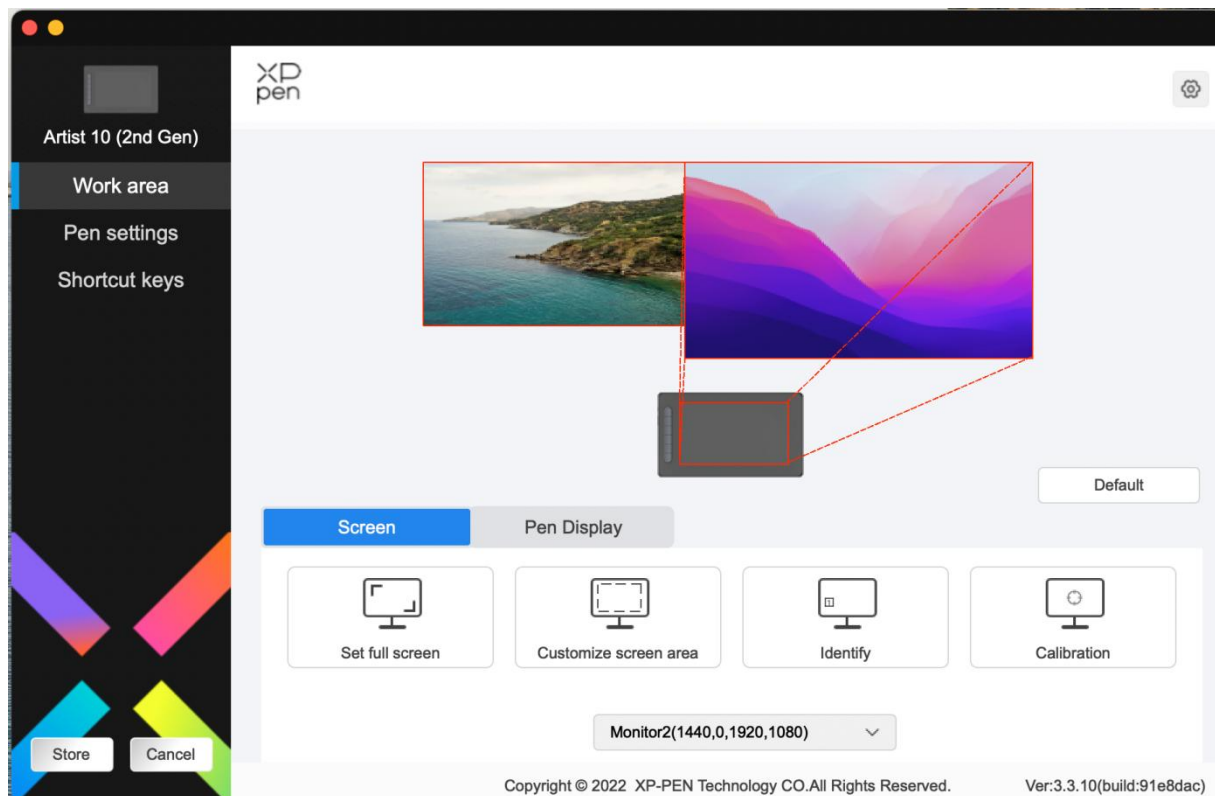 XP
pen
Artist 10 (2nd Gen)
Work area
Pen settings
Shortcut keys
Default
Screen
Pen Display
Set full screen
Customize screen area
1
Identify
Calibration
Monitor2(1440,0,1920,1080)
Store
Cancel
Copyright © 2022 XP-PEN Technology CO.All Rights Reserved.
Ver:3.3.10(build:91e8dac)